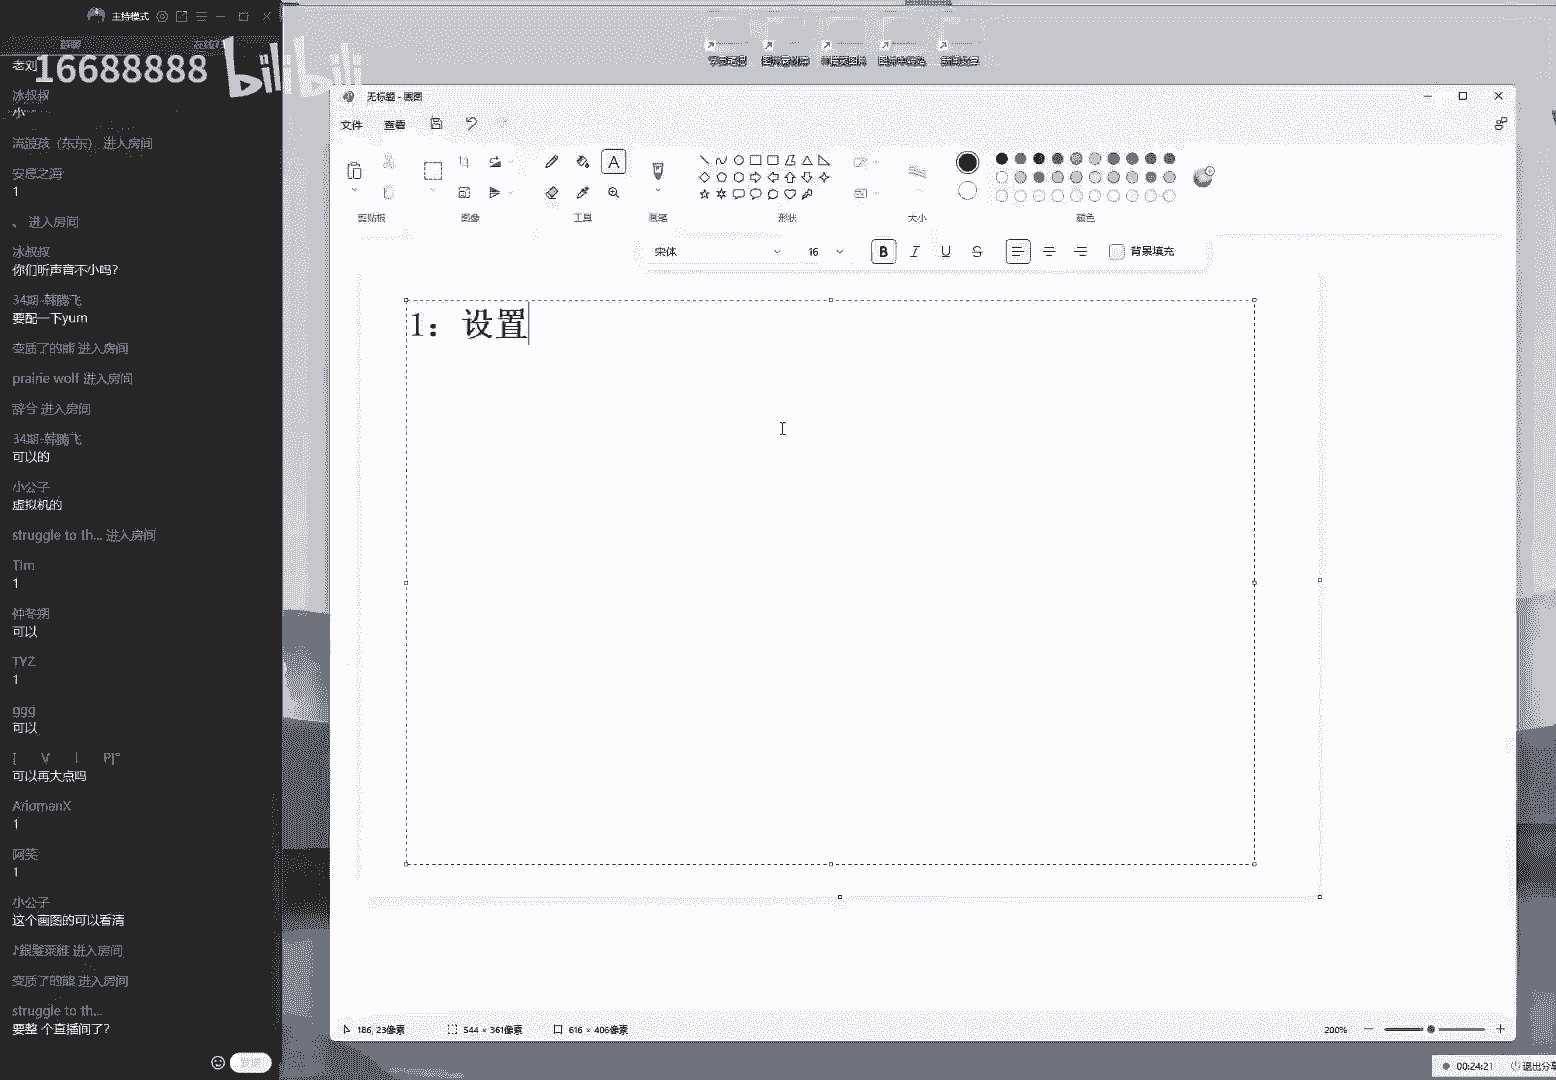 主持模式
老刘
16688888 bilibili
冰叔叔
小
流浪孩（东东） 进入房间
安思之海
1
、 进入房间
冰叔叔
你们听声音不小吗？
34期-韩腾飞
要配一下yum
变质了的熊 进入房间
prairie wolf 进入房间
辞兮 进入房间
34期-韩腾飞
可以的
小公子
虚拟机的
struggle to th... 进入房间
Tim
1
钟冬朔
可以
TYZ
1
ggg
可以
[ V I P]°
可以再大点吗
AriomanX
1
阿笑
1
小公子
这个画图的可以看清
进入房间
变质了的熊 进入房间
struggle to th...
要整 个直播间了？
发送
无标题 - 画图
文件 查看
剪贴板 图像 工具 画笔 形状 大小 颜色
宋体 16 B I U S 背景填充
1：设置
186, 23像素 544 × 361像素 616 × 406像素 200%
00:24:21 退出分享